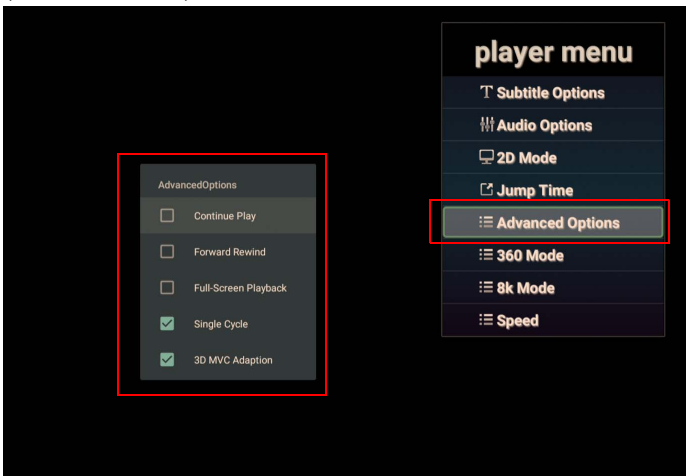 player menu
Subtitle Options
Audio Options
2D Mode
Jump Time
Advanced Options
360 Mode
8k Mode
Speed
AdvancedOptions
Continue Play
Forward Rewind
Full-Screen Playback
Single Cycle
3D MVC Adaption